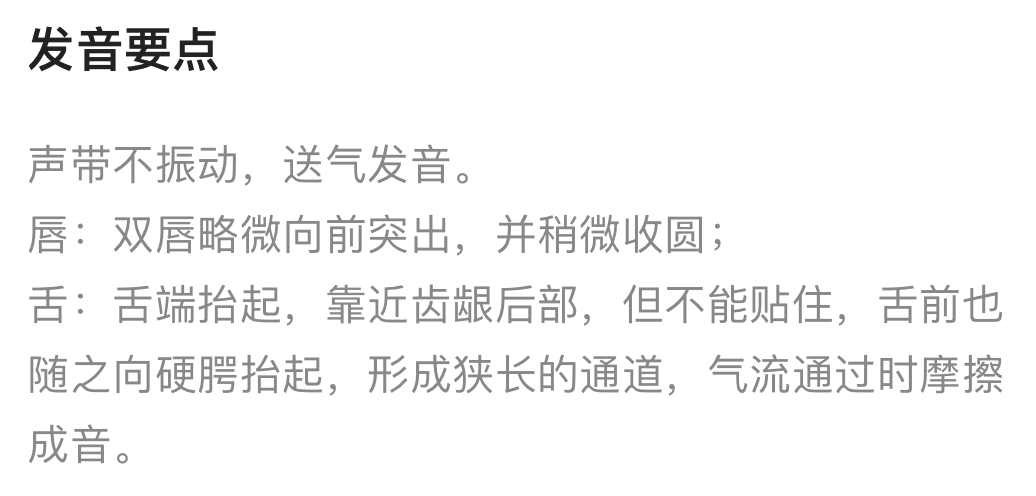 发音要点
声带不振动，送气发音。
唇：双唇略微向前突出，并稍微收圆；
舌：舌端抬起，靠近齿龈后部，但不能贴住，舌前也
随之向硬腭抬起，形成狭长的通道，气流通过时摩擦
成音。